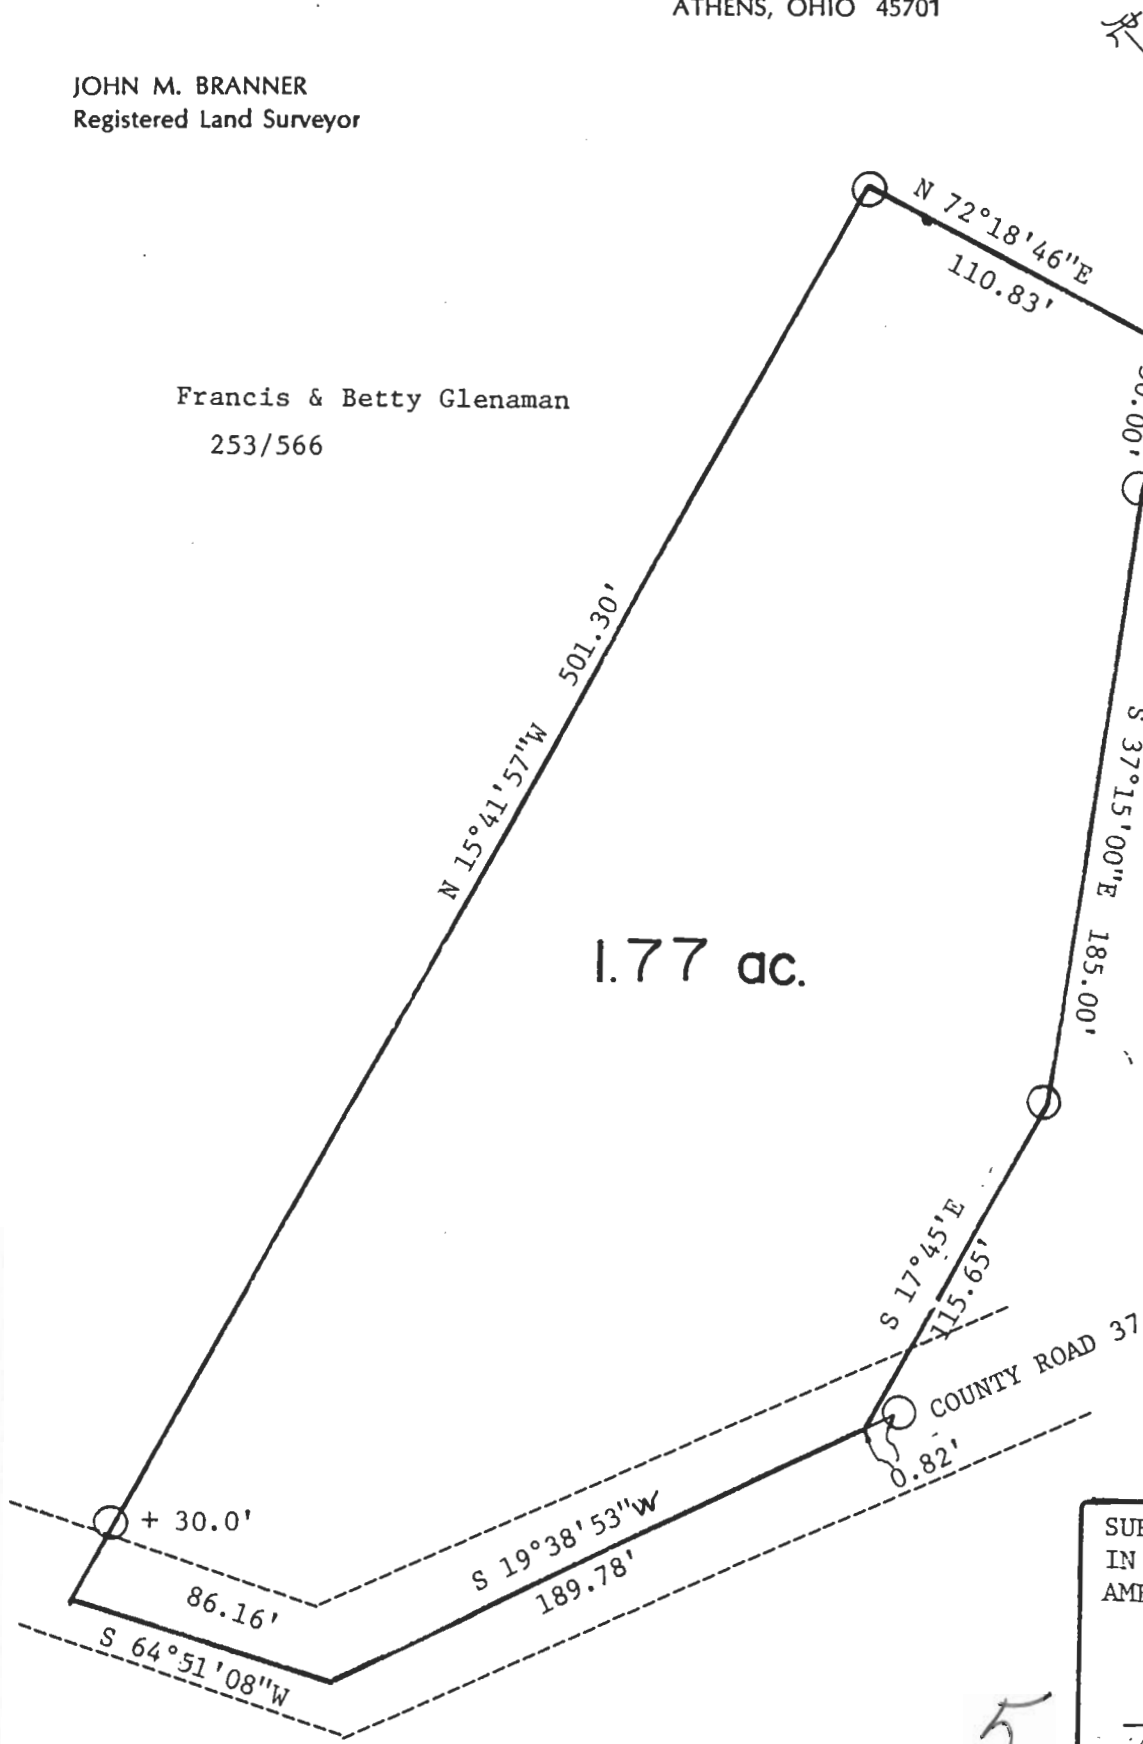 ATHENS, OHIO 45701
JOHN M. BRANNER
Registered Land Surveyor
N 72°18'46"E
110.83'
Francis & Betty Glenaman
253/566
501.30'
N 15°41'57"W
S 37°15'00"E 185.00'
1.77 ac.
S 17°45'E
115.65'
COUNTY ROAD 37
0.82'
+ 30.0'
S 19°38'53"W
189.78'
86.16'
S 64°51'08"W
IN
5